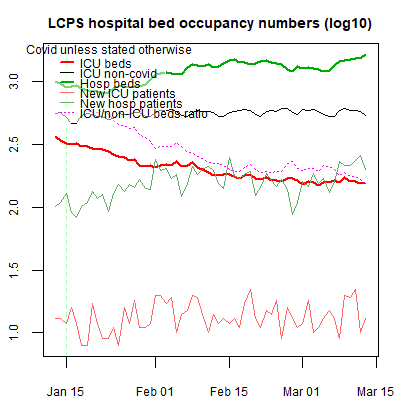 LCPS hospital bed occupancy numbers (log10)
Covid unless stated otherwise
ICU beds
ICU non-covid
Hosp beds
New ICU patients
New hosp patients
ICU/non-ICU beds ratio
3.0
2.5
2.0
1.5
1.0
Jan 15
Feb 01
Feb 15
Mar 01
Mar 15